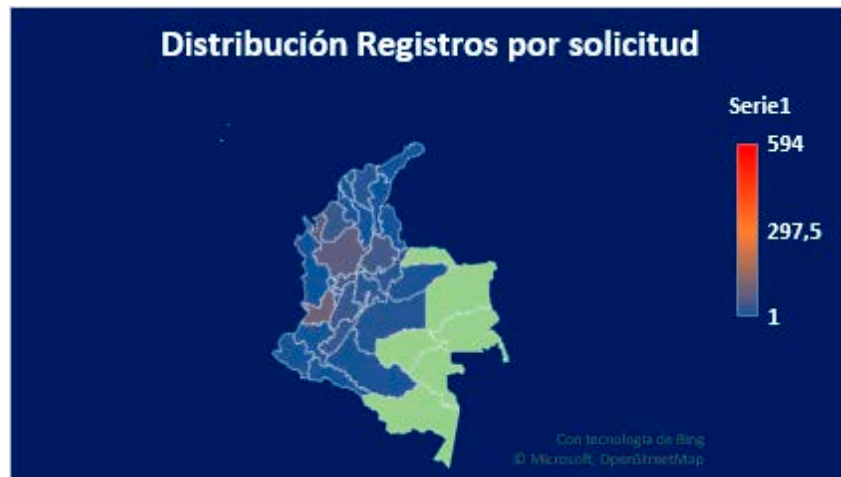 Distribución Registros por solicitud
Serie1
594
297,5
1
Con tecnología de Bing
© Microsoft, OpenStreetMap